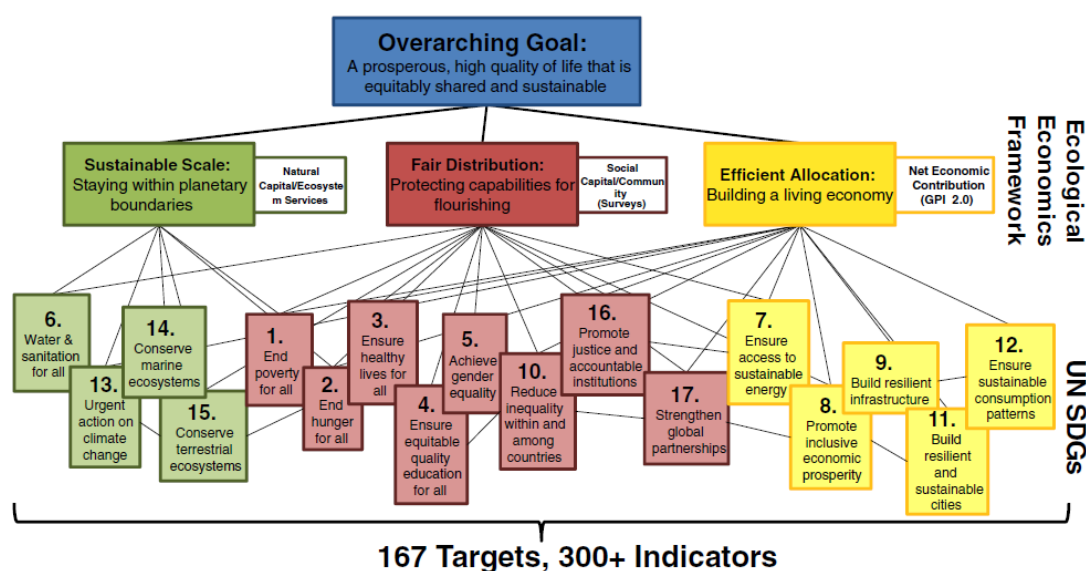 Overarching Goal:
A prosperous, high quality of life that is
equitably shared and sustainable
Ecological
Economics
Framework
Sustainable Scale:
Staying within planetary
boundaries
Natural
Capital/Ecosyste
m Services
Fair Distribution:
Protecting capabilities for
flourishing
Social
Capital/Commun
ity
(Surveys)
Efficient Allocation:
Building a living economy
Net Economic
Contribution
(GPI 2.0)
6.
Water &
sanitation
for all
13.
Urgent
action on
climate
change
14.
Conserve
marine
ecosystems
15.
Conserve
terrestrial
ecosystems
1.
End
poverty for
all
2.
End
hunger for
all
3.
Ensure
healthy
lives for
all
4.
Ensure
equitable
quality
education
for all
5.
Achieve
gender
equality
10.
Reduce
inequality
within and
among
countries
16.
Promote
justice and
accountable
institutions
17.
Strengthen
global
partnerships
7.
Ensure
access to
sustainable
energy
8.
Promote
inclusive
economic
prosperity
9.
Build resilient
infrastructure
11.
Build
resilient
and
sustainable
cities
12.
Ensure
sustainable
consumption
patterns
UN SDGs
167 Targets, 300+ Indicators